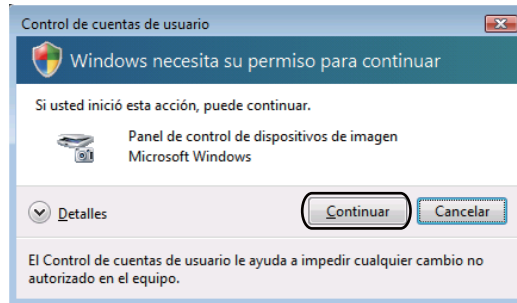 Control de cuentas de usuario
Windows necesita su permiso para continuar
Si usted inició esta acción, puede continuar.
Panel de control de dispositivos de imagen
Microsoft Windows
Detalles
Continuar
Cancelar
El Control de cuentas de usuario le ayuda a impedir cualquier cambio no
autorizado en el equipo.